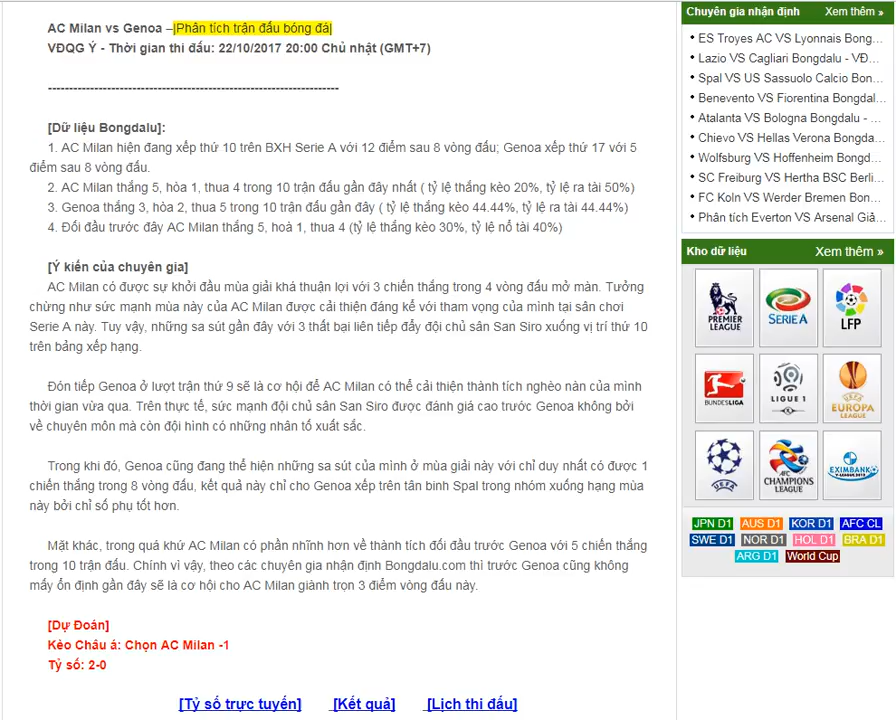 AC Milan vs Genoa –|Phân tích trận đấu bóng đá|
VĐQG Ý - Thời gian thi đấu: 22/10/2017 20:00 Chủ nhật (GMT+7)
---------------------------------------------------------------------
[Dữ liệu Bongdalu]:
1. AC Milan hiện đang xếp thứ 10 trên BXH Serie A với 12 điểm sau 8 vòng đấu; Genoa xếp thứ 17 với 5
điểm sau 8 vòng đấu.
2. AC Milan thắng 5, hòa 1, thua 4 trong 10 trận đấu gần đây nhất ( tỷ lệ thắng kèo 20%, tỷ lệ ra tài 50%)
3. Genoa thắng 3, hòa 2, thua 5 trong 10 trận đấu gần đây ( tỷ lệ thắng kèo 44.44%, tỷ lệ ra tài 44.44%)
4. Đối đầu trước đây AC Milan thắng 5, hoà 1, thua 4 (tỷ lệ thắng kèo 30%, tỷ lệ nổ tài 40%)
[Ý kiến của chuyên gia]
AC Milan có được sự khởi đầu mùa giải khá thuận lợi với 3 chiến thắng trong 4 vòng đấu mở màn. Tưởng
chừng như sức mạnh mùa này của AC Milan được cải thiện đáng kể với tham vọng của mình tại sân chơi
Serie A này. Tuy vậy, những sa sút gần đây với 3 thất bại liên tiếp đẩy đội chủ sân San Siro xuống vị trí thứ 10
trên bảng xếp hạng.
Đón tiếp Genoa ở lượt trận thứ 9 sẽ là cơ hội để AC Milan có thể cải thiện thành tích nghèo nàn của mình
thời gian vừa qua. Trên thực tế, sức mạnh đội chủ sân San Siro được đánh giá cao trước Genoa không bởi
về chuyên môn mà còn đội hình có những nhân tố xuất sắc.
Trong khi đó, Genoa cũng đang thể hiện những sa sút của mình ở mùa giải này với chỉ duy nhất có được 1
chiến thắng trong 8 vòng đấu, kết quả này chỉ cho Genoa xếp trên tân binh Spal trong nhóm xuống hạng mùa
này bởi chỉ số phụ tốt hơn.
Mặt khác, trong quá khứ AC Milan có phần nhĩnh hơn về thành tích đối đầu trước Genoa với 5 chiến thắng
trong 10 trận đấu. Chính vì vậy, theo các chuyên gia nhận định Bongdalu.com thì trước Genoa cũng không
mấy ổn định gần đây sẽ là cơ hội cho AC Milan giành trọn 3 điểm vòng đấu này.
[Dự Đoán]
Kèo Châu á: Chọn AC Milan -1
Tỷ số: 2-0
[Tỷ số trực tuyến] [Kết quả] [Lịch thi đấu]
Chuyên gia nhận định Xem thêm »
ES Troyes AC VS Lyonnais Bong...
Lazio VS Cagliari Bongdalu - VĐ...
Spal VS US Sassuolo Calcio Bon...
Benevento VS Fiorentina Bongdal...
Atalanta VS Bologna Bongdalu - ...
Chievo VS Hellas Verona Bongda...
Wolfsburg VS Hoffenheim Bongd...
SC Freiburg VS Hertha BSC Berli...
FC Koln VS Werder Bremen Bon...
Phân tích Everton VS Arsenal Giả...
Kho dữ liệu Xem thêm »
PREMIER LEAGUE SERIE A LFP
BUNDESLIGA LIGUE 1 UEFA EUROPA LEAGUE
UEFA AFC CHAMPIONS LEAGUE EXIMBANK
JPN D1 AUS D1 KOR D1 AFC CL
SWE D1 NOR D1 HOL D1 BRA D1
ARG D1 World Cup